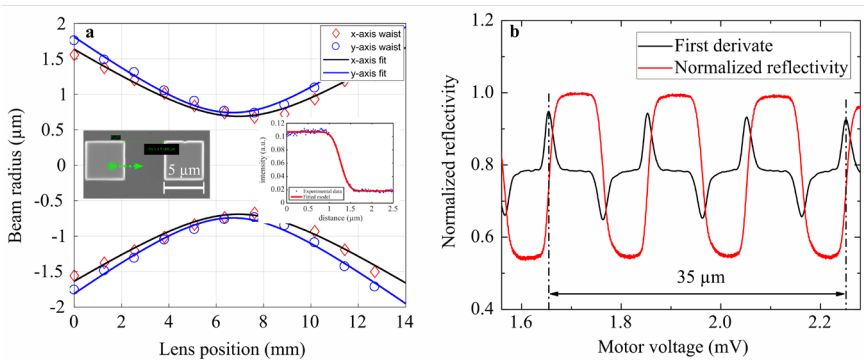 a
x-axis waist
y-axis waist
x-axis fit
y-axis fit
2
1.5
1
0.5
0
-0.5
-1
-1.5
-2
Beam radius (µm)
0
2
4
6
8
10
12
14
Lens position (mm)
5 µm
0.12
0.1
0.08
0.06
0.04
0.02
0
intensity (a.u.)
Experimental data
Fitted model
0
0.5
1
1.5
2
2.5
distance (µm)
b
First derivate
Normalized reflectivity
1.2
1.0
0.8
0.6
0.4
Normalized reflectivity
35 µm
1.6
1.8
2.0
2.2
Motor voltage (mV)